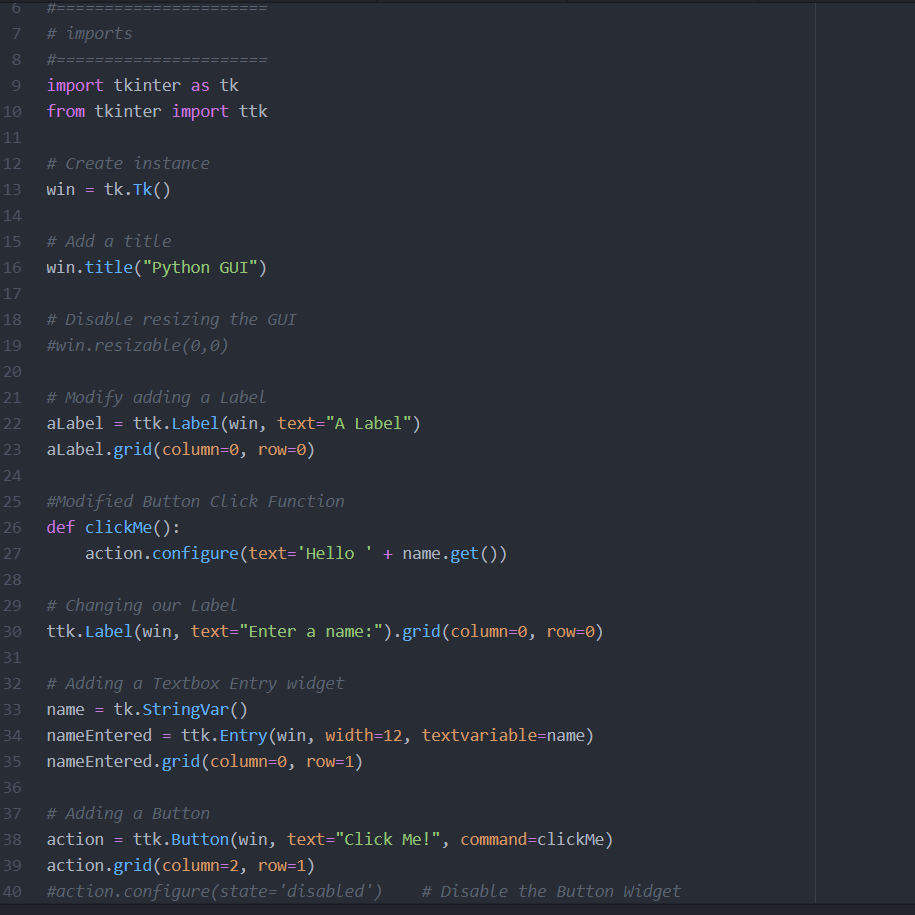 6 #======================
7 # imports
8 #======================
9 import tkinter as tk
10 from tkinter import ttk
11
12 # Create instance
13 win = tk.Tk()
14
15 # Add a title
16 win.title("Python GUI")
17
18 # Disable resizing the GUI
19 #win.resizable(0,0)
20
21 # Modify adding a Label
22 aLabel = ttk.Label(win, text="A Label")
23 aLabel.grid(column=0, row=0)
24
25 #Modified Button Click Function
26 def clickMe():
27     action.configure(text='Hello ' + name.get())
28
29 # Changing our Label
30 ttk.Label(win, text="Enter a name:").grid(column=0, row=0)
31
32 # Adding a Textbox Entry widget
33 name = tk.StringVar()
34 nameEntered = ttk.Entry(win, width=12, textvariable=name)
35 nameEntered.grid(column=0, row=1)
36
37 # Adding a Button
38 action = ttk.Button(win, text="Click Me!", command=clickMe)
39 action.grid(column=2, row=1)
40 #action.configure(state='disabled')    # Disable the Button Widget